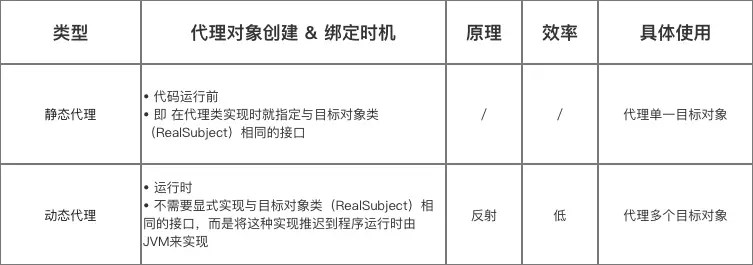 类型
代理对象创建 & 绑定时机
原理
效率
具体使用
静态代理
• 代码运行前
• 即 在代理类实现时就指定与目标对象类
（RealSubject）相同的接口
/
/
代理单一目标对象
动态代理
• 运行时
• 不需要显式实现与目标对象类（RealSubject）相
同的接口，而是将这种实现推迟到程序运行时由
JVM来实现
反射
低
代理多个目标对象